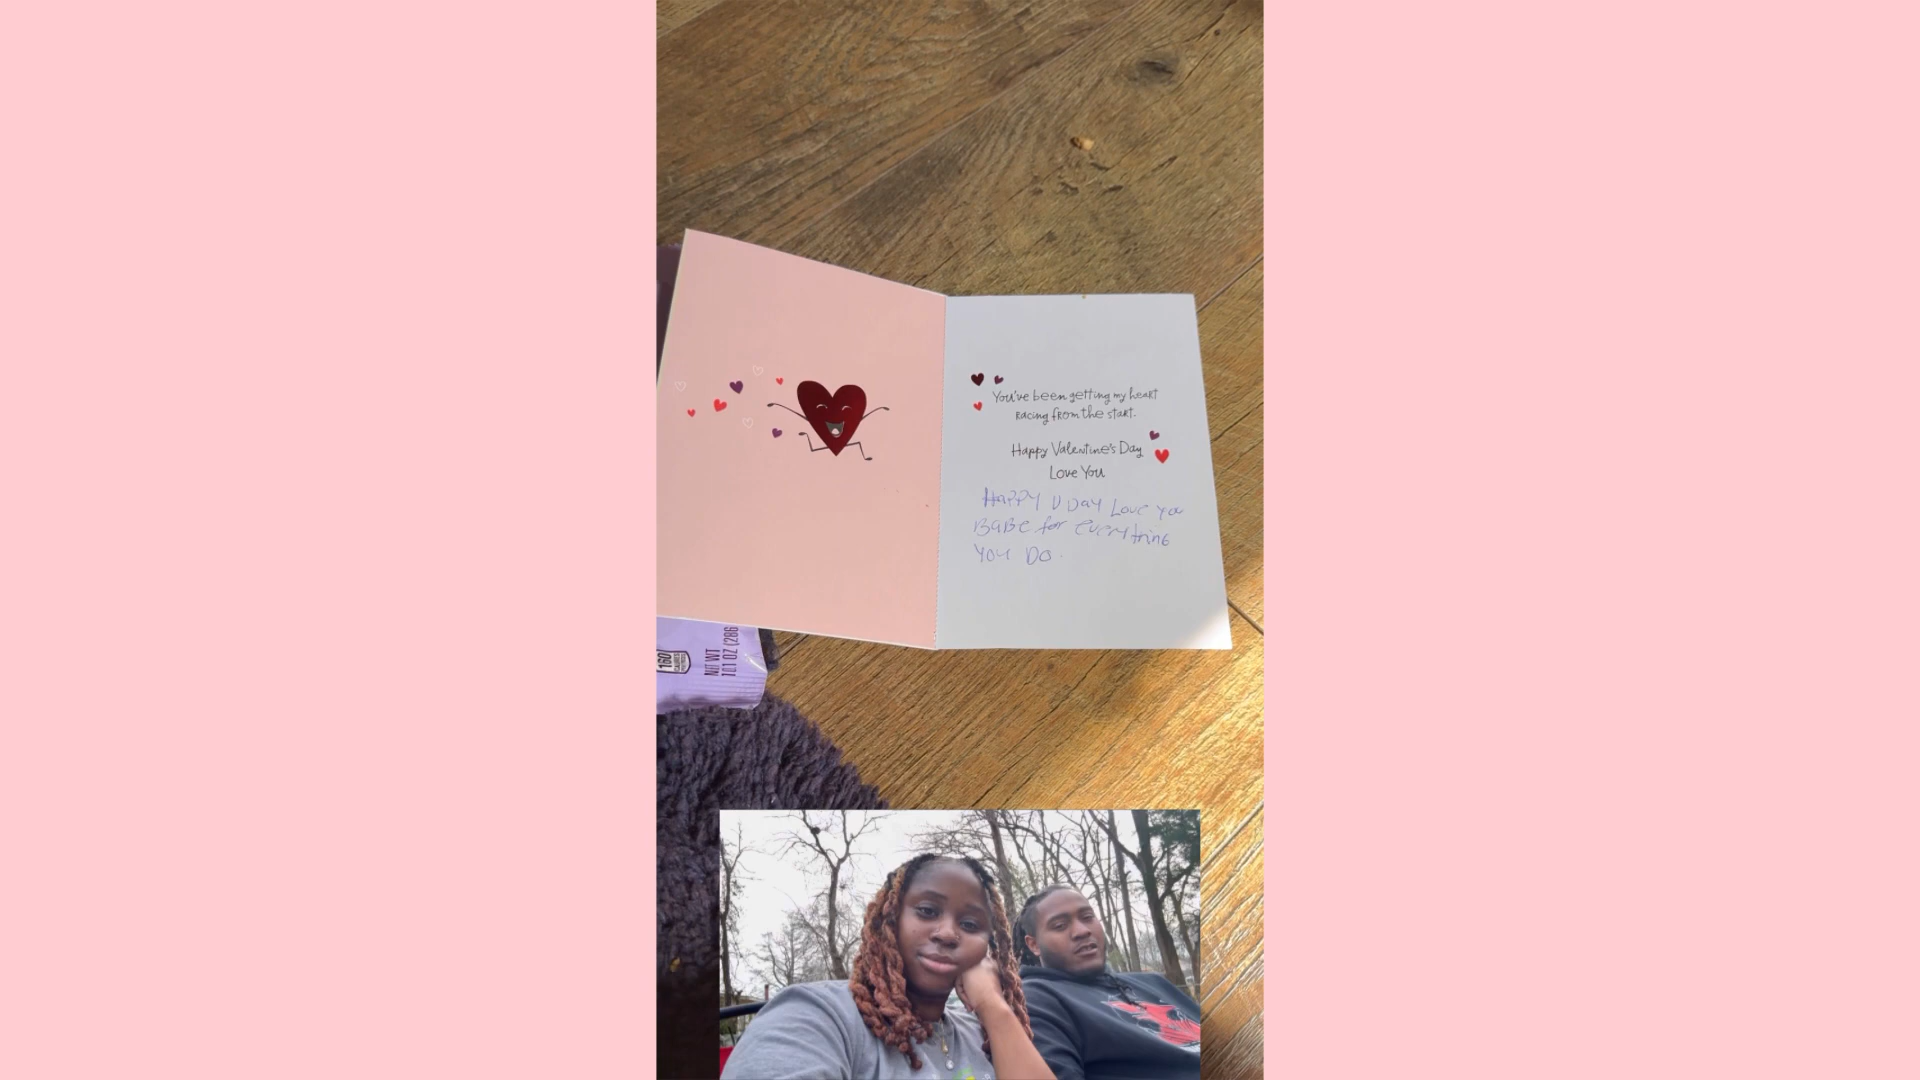 You've been getting my heart
racing from the start.
Happy Valentine's Day
Love You
Happy V Day Love you
BaBe for everything
You Do.
160
NET WT
10.1 OZ (286